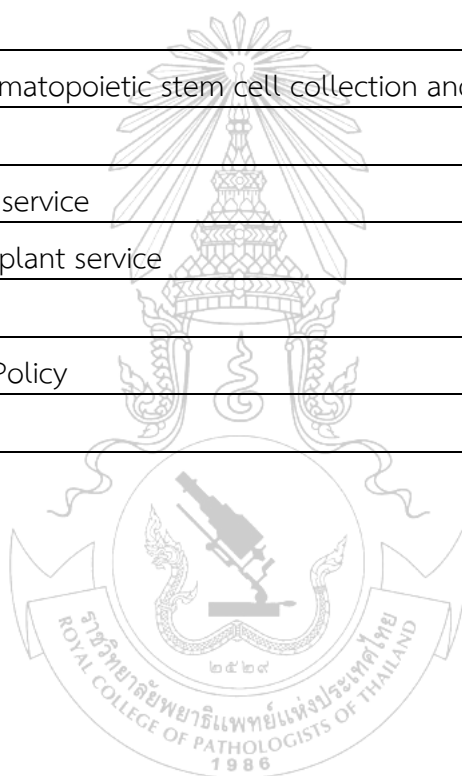 matopoietic stem cell collection and
service
plant service
Policy
๒๕๒๙
ราชวิทยาลัยพยาธิแพทย์แห่งประเทศไทย
ROYAL COLLEGE OF PATHOLOGISTS OF THAILAND
1986